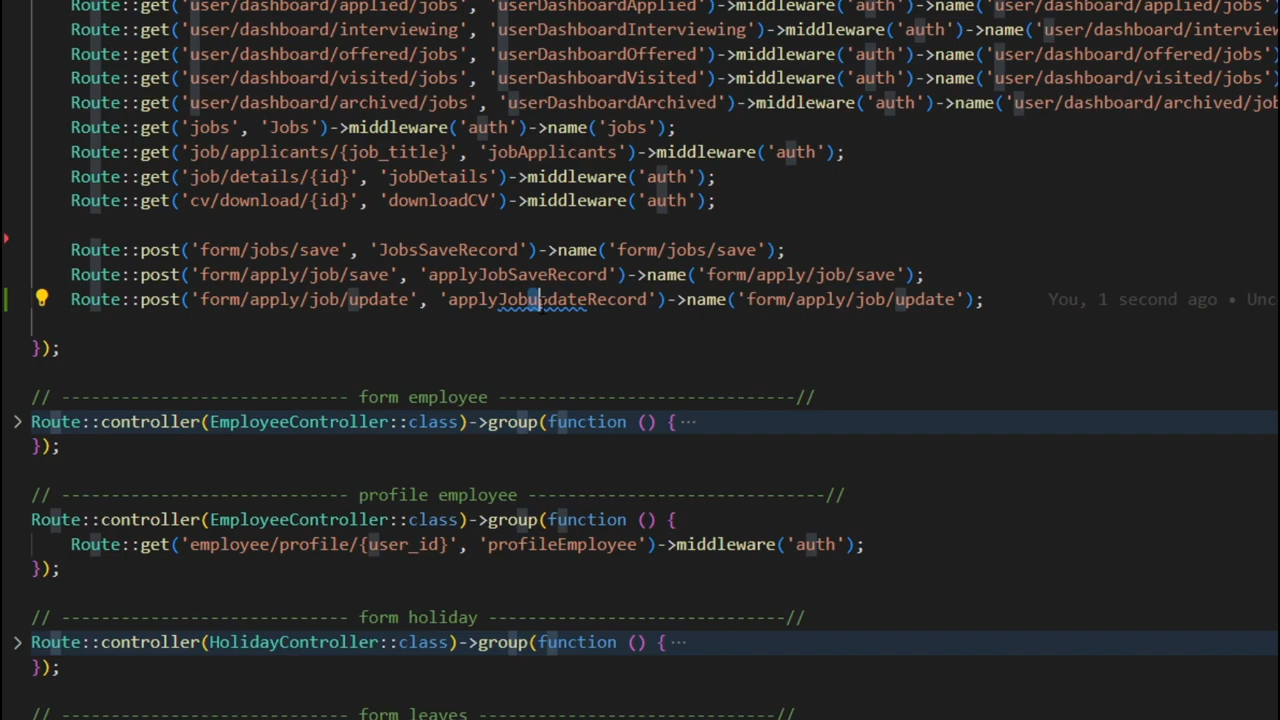 Route::get('user/dashboard/applied/jobs', 'userDashboardApplied')->middleware('auth')->name('user/dashboard/applied/jobs')
Route::get('user/dashboard/interviewing', 'userDashboardInterviewing')->middleware('auth')->name('user/dashboard/interview
Route::get('user/dashboard/offered/jobs', 'userDashboardOffered')->middleware('auth')->name('user/dashboard/offered/jobs'
Route::get('user/dashboard/visited/jobs', 'userDashboardVisited')->middleware('auth')->name('user/dashboard/visited/jobs'
Route::get('user/dashboard/archived/jobs', 'userDashboardArchived')->middleware('auth')->name('user/dashboard/archived/job
Route::get('jobs', 'Jobs')->middleware('auth')->name('jobs');
Route::get('job/applicants/{job_title}', 'jobApplicants')->middleware('auth');
Route::get('job/details/{id}', 'jobDetails')->middleware('auth');
Route::get('cv/download/{id}', 'downloadCV')->middleware('auth');
Route::post('form/jobs/save', 'JobsSaveRecord')->name('form/jobs/save');
Route::post('form/apply/job/save', 'applyJobSaveRecord')->name('form/apply/job/save');
Route::post('form/apply/job/update', 'applyJobupdateRecord')->name('form/apply/job/update'); You, 1 second ago • Unc
});
// ----------------------------- form employee ------------------------------//
Route::controller(EmployeeController::class)->group(function () { ···
});
// ----------------------------- profile employee ------------------------------//
Route::controller(EmployeeController::class)->group(function () {
Route::get('employee/profile/{user_id}', 'profileEmployee')->middleware('auth');
});
// ----------------------------- form holiday ------------------------------//
Route::controller(HolidayController::class)->group(function () { ···
});
// ----------------------------- form leaves ------------------------------//